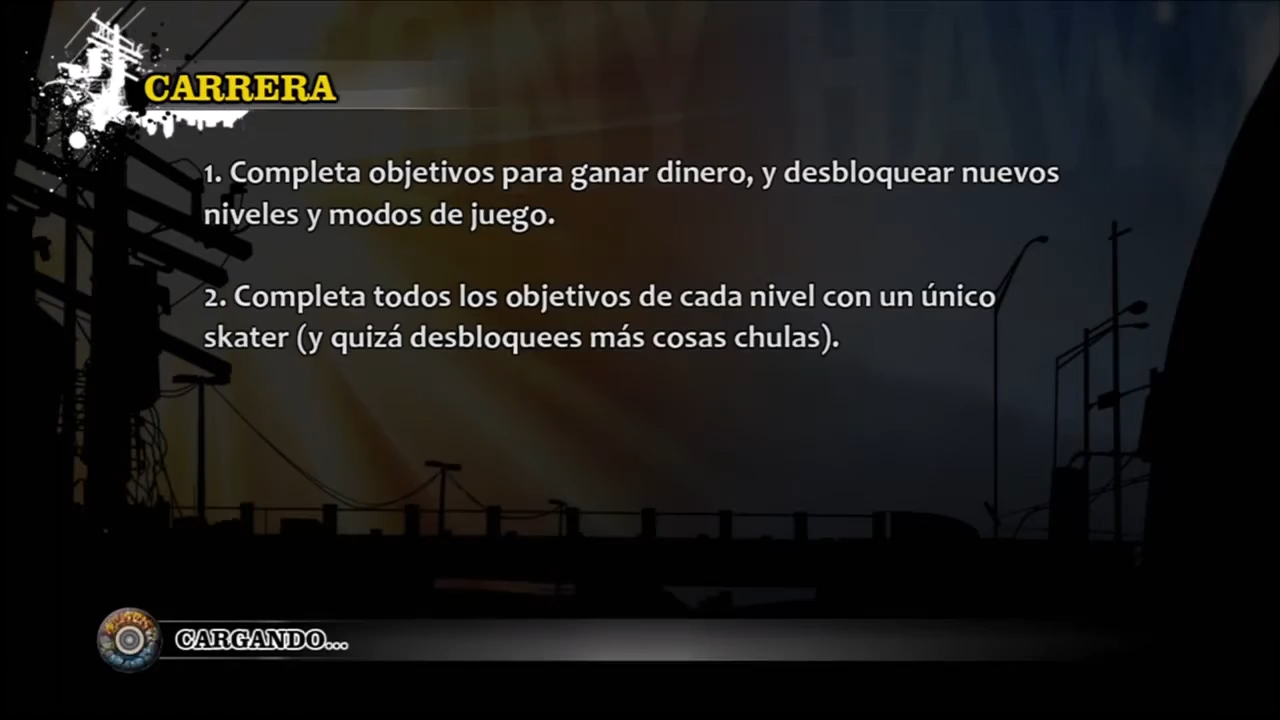 CARRERA
1. Completa objetivos para ganar dinero, y desbloquear nuevos
niveles y modos de juego.
2. Completa todos los objetivos de cada nivel con un único
skater (y quizá desbloquees más cosas chulas).
CARGANDO...